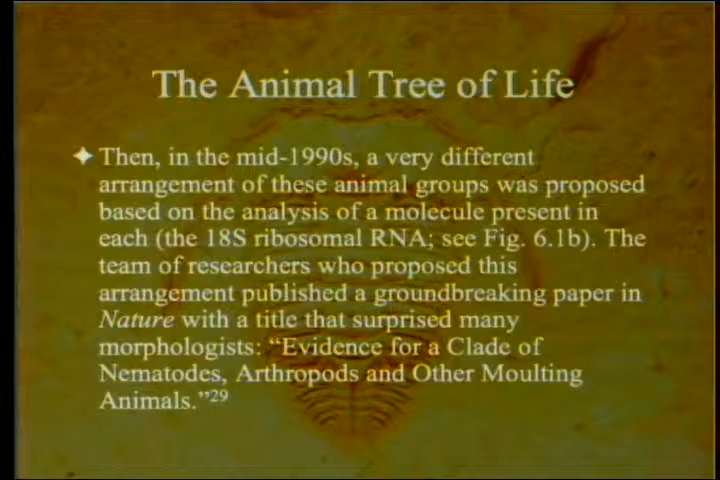 The Animal Tree of Life
✦ Then, in the mid-1990s, a very different
arrangement of these animal groups was proposed
based on the analysis of a molecule present in
each (the 18S ribosomal RNA; see Fig. 6.1b). The
team of researchers who proposed this
arrangement published a groundbreaking paper in
Nature with a title that surprised many
morphologists: “Evidence for a Clade of
Nematodes, Arthropods and Other Moulting
Animals.”29